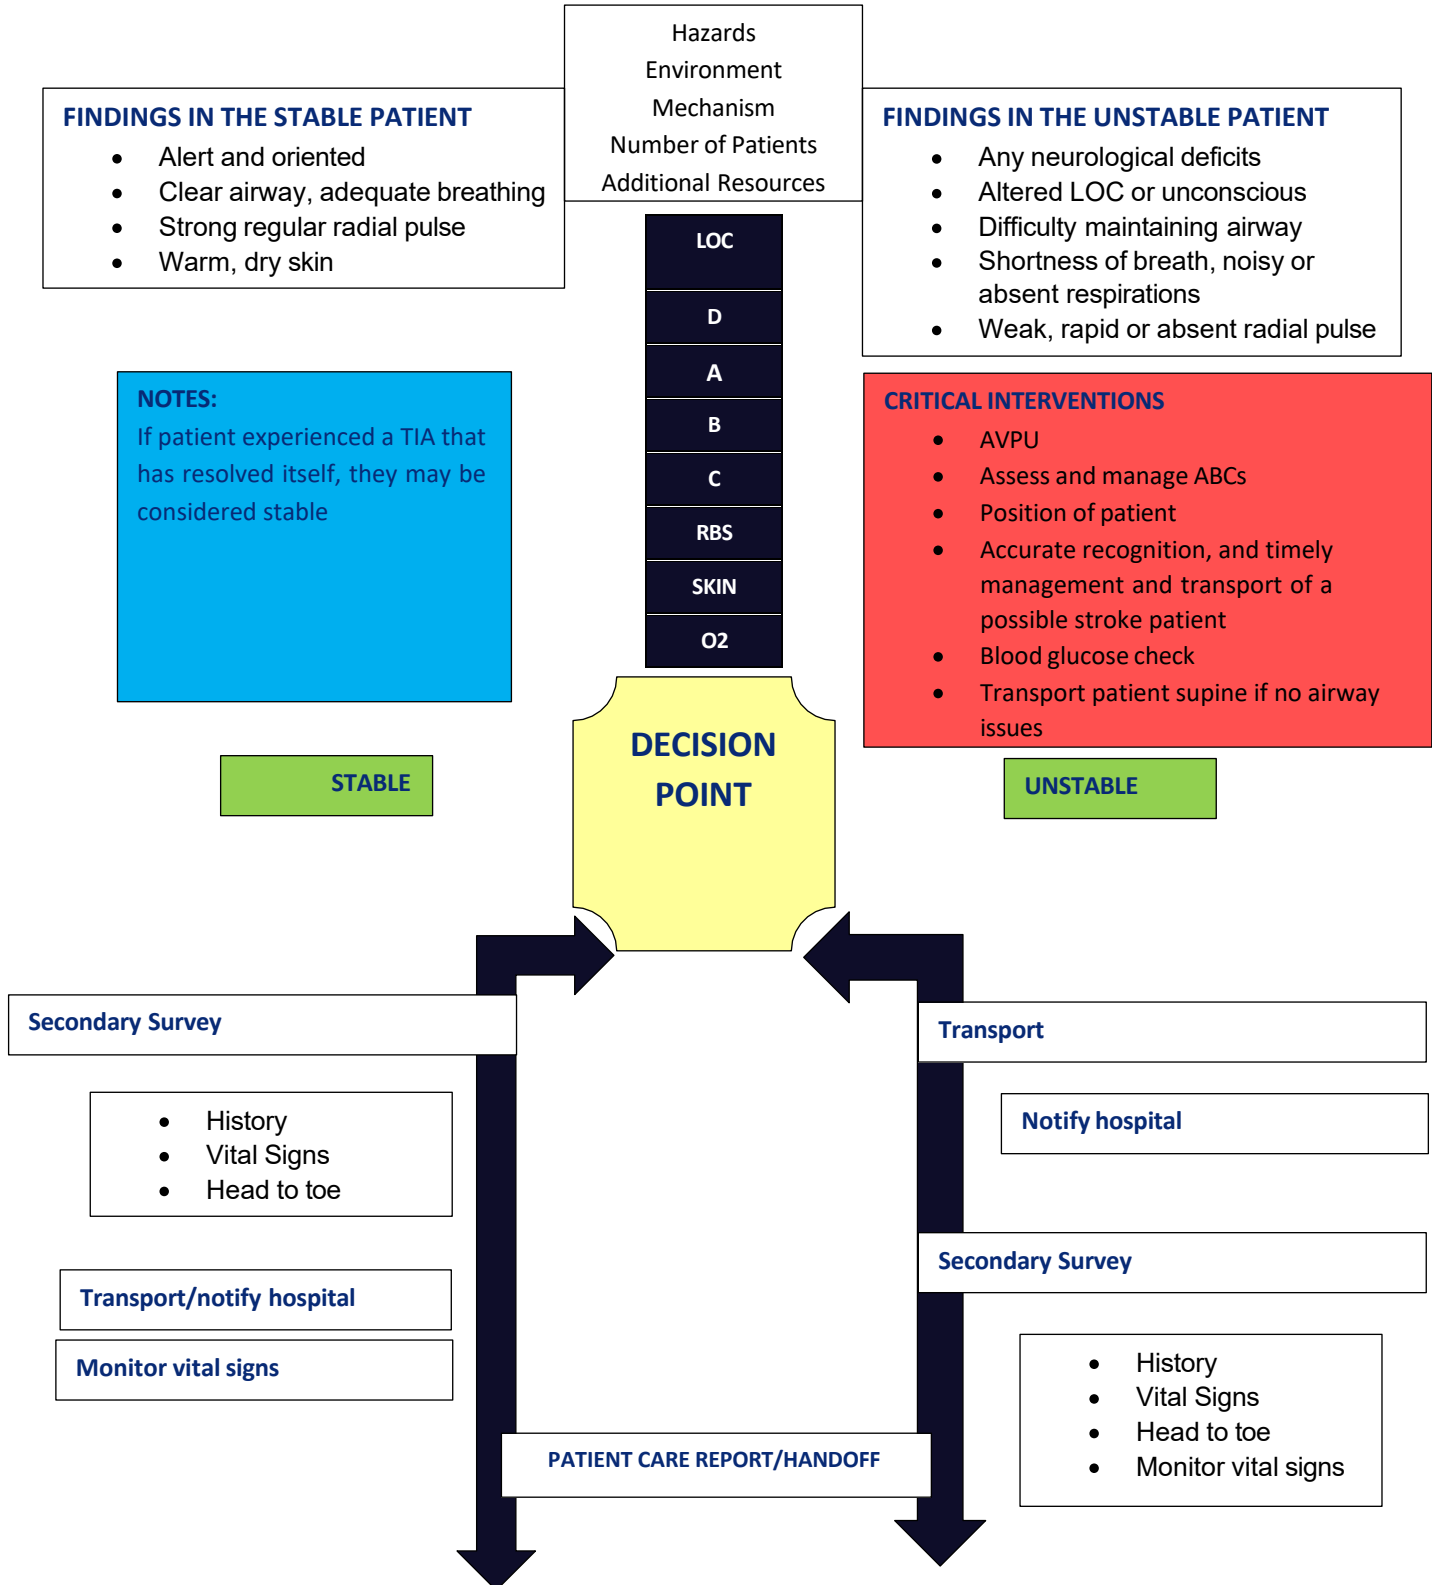 Hazards
Environment
Mechanism
Number of Patients
Additional Resources
FINDINGS IN THE STABLE PATIENT
• Alert and oriented
• Clear airway, adequate breathing
• Strong regular radial pulse
• Warm, dry skin
FINDINGS IN THE UNSTABLE PATIENT
• Any neurological deficits
• Altered LOC or unconscious
• Difficulty maintaining airway
• Shortness of breath, noisy or
absent respirations
• Weak, rapid or absent radial pulse
LOC
D
A
B
C
RBS
SKIN
O2
NOTES:
If patient experienced a TIA that
has resolved itself, they may be
considered stable
CRITICAL INTERVENTIONS
• AVPU
• Assess and manage ABCs
• Position of patient
• Accurate recognition, and timely
management and transport of a
possible stroke patient
• Blood glucose check
• Transport patient supine if no airway
issues
DECISION
POINT
STABLE
UNSTABLE
Secondary Survey
• History
• Vital Signs
• Head to toe
Transport/notify hospital
Monitor vital signs
Transport
Notify hospital
Secondary Survey
• History
• Vital Signs
• Head to toe
• Monitor vital signs
PATIENT CARE REPORT/HANDOFF